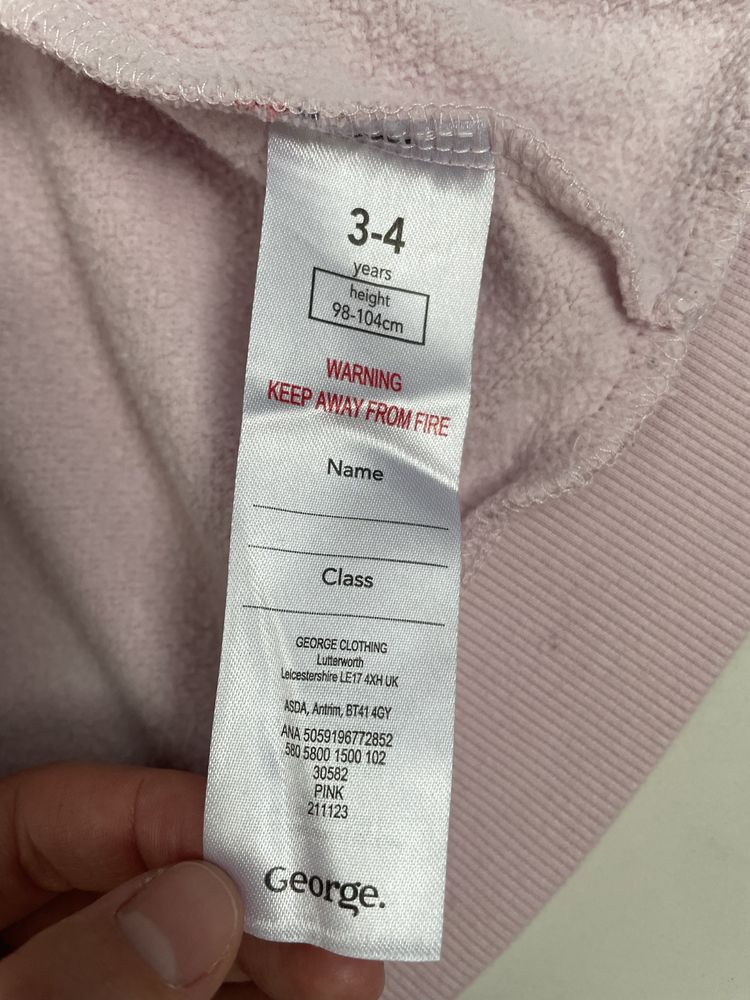 3-4
years
height
98-104cm
WARNING
KEEP AWAY FROM FIRE
Name
Class
GEORGE CLOTHING
Lutterworth
Leicestershire LE17 4XH UK
ASDA, Antrim, BT41 4GY
ANA 5059196772852
580 5800 1500 102
30582
PINK
211123
George.